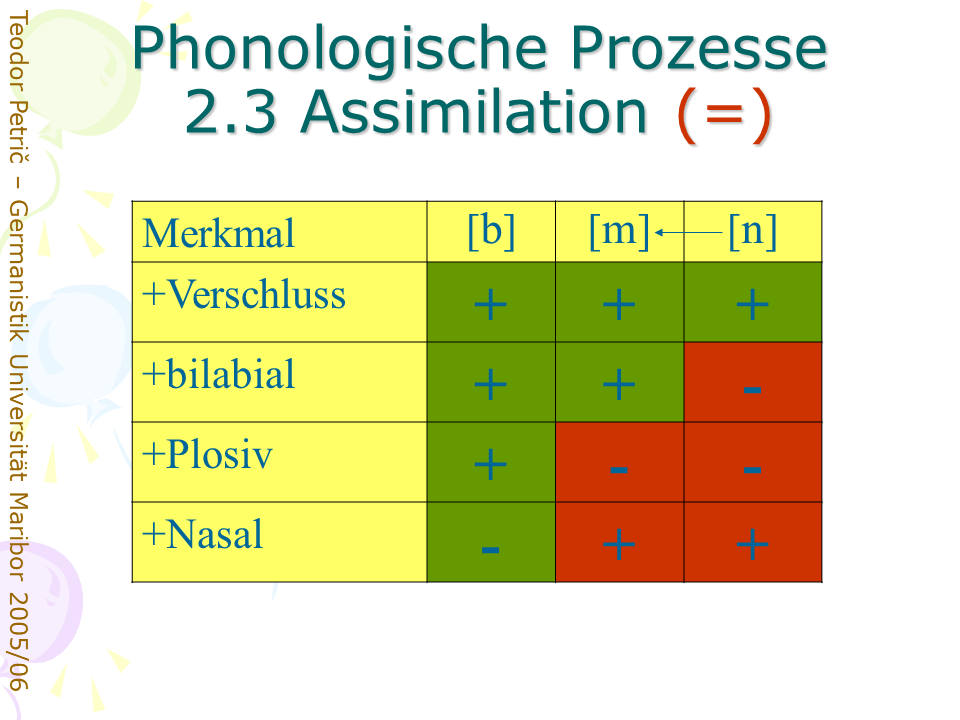 Phonologische Prozesse
2.3 Assimilation (=)
Merkmal [b] [m] [n]
+Verschluss + + +
+bilabial + + -
+Plosiv + - -
+Nasal - + +
Teodor Petrič – Germanistik Universität Maribor 2005/06